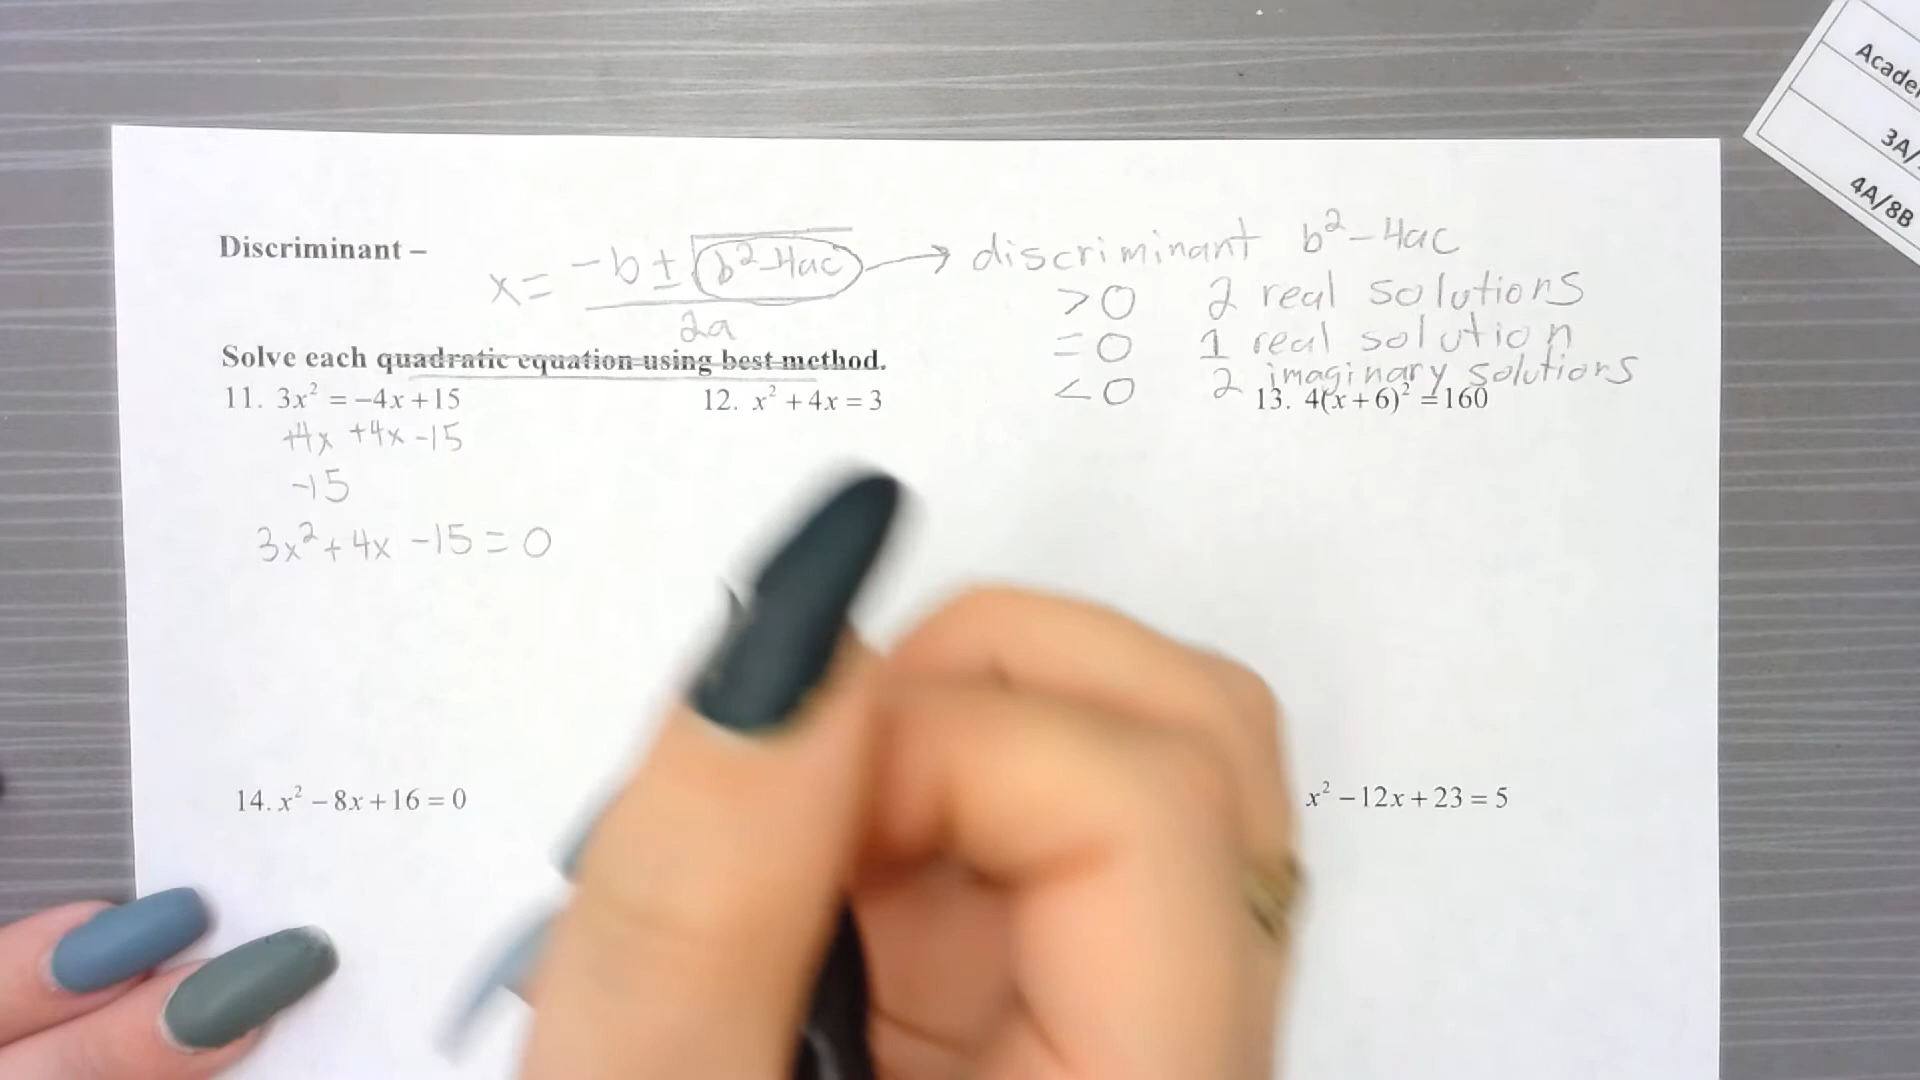 Acade
3A/
4A/8B
Discriminant –
x = -b ± √b² - 4ac / 2a → discriminant b² - 4ac
> 0 2 real solutions
= 0 1 real solution
< 0 2 imaginary solutions
Solve each quadratic equation using best method.
11. 3x² = −4x + 15
12. x² + 4x = 3
13. 4(x + 6)² = 160
+4x +4x -15
-15
3x² + 4x - 15 = 0
14. x² − 8x + 16 = 0
x² − 12x + 23 = 5